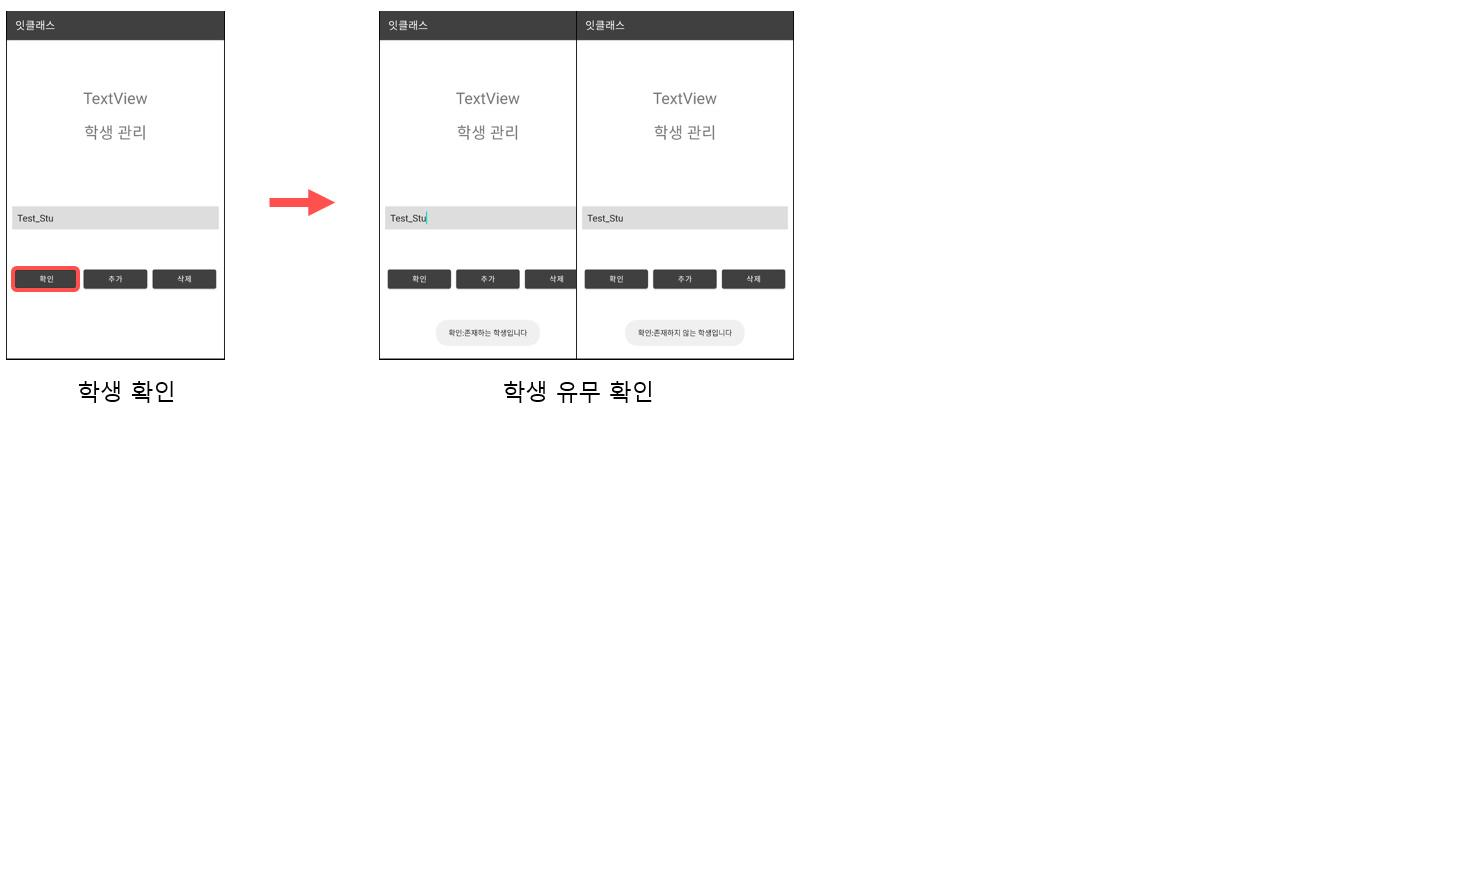 잇클래스
TextView
학생 관리
Test_Stu
확인 추가 삭제
학생 확인
잇클래스
TextView
학생 관리
Test_Stu
확인 추가 삭제
확인:존재하는 학생입니다
잇클래스
TextView
학생 관리
Test_Stu
확인 추가 삭제
확인:존재하지 않는 학생입니다
학생 유무 확인